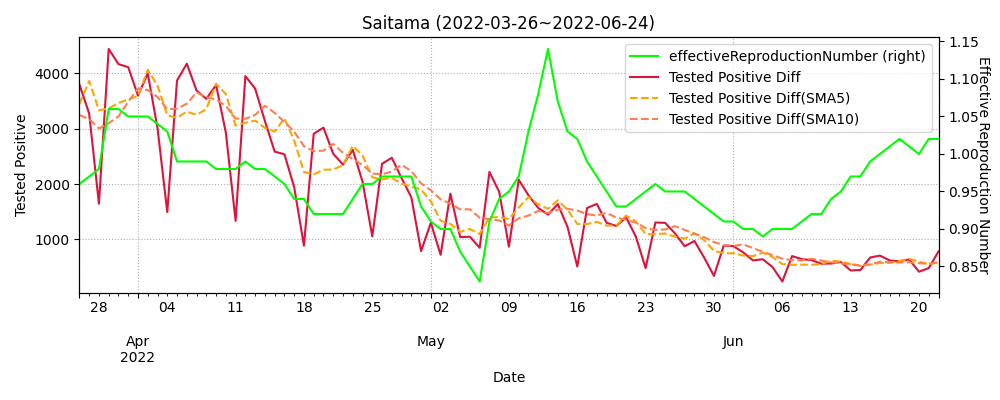 Saitama (2022-03-26~2022-06-24)
effectiveReproductionNumber (right)
Tested Positive Diff
Tested Positive Diff(SMA5)
Tested Positive Diff(SMA10)
Tested Positive
4000
3000
2000
1000
1.15
1.10
1.05
1.00
0.95
0.90
0.85
Effective Reproduction Number
28 04 11 18 25 02 09 16 23 30 06 13 20
Apr May Jun
2022
Date